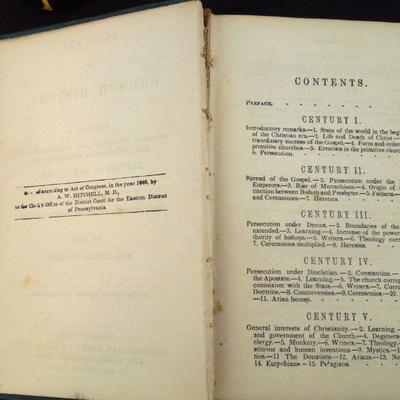 Entered according to Act of Congress, in the year 1840, by
A. W. MITCHELL, M.D.,
in the Clerk's Office of the District Court for the Eastern District
of Pennsylvania
CHURCH HISTORY
CONTENTS.
PREFACE,
CENTURY I.
Introductory remarks.—1. State of the world in the
of the Christian era.—2. Life and Death of Christ
traordinary success of the Gospel.—4. Form and
primitive churches.—5. Errorists in the primitive
—6. Persecution.
CENTURY II.
Spread of the Gospel.—2. Persecution under the
Emperors.—3. Rise of Monachism.—4. Origin of
tinction between Bishop and Presbyter.—5. Fathers
and Ceremonies.—7. Heretics.
CENTURY III.
Persecution under Decius.—2. Boundaries of the
extended.—3. Learning.—4. Increase of the power
thority of bishops.—5. Writers.—6. Theology
7. Ceremonies multiplied.—8. Heresies.
CENTURY IV.
Persecution under Diocletian.—2. Constantine.—
the Apostate.—4. Learning.—5. The church
connexion with the State.—6. Writers.—7.
Doctrine.—8. Controversies.—9. Ceremonies.—10
—11. Arian heresy.
CENTURY V.
General interests of Christianity.—2. Learning.
and government of the Church.—4.
clergy.—5. Monkery.—6. Writers.—7. Theology
stitious and human inventions.—9. Mystics.
tius.—11 The Donatists.—12. Arians.—13.
14. Eutychians—15. Pelagians.